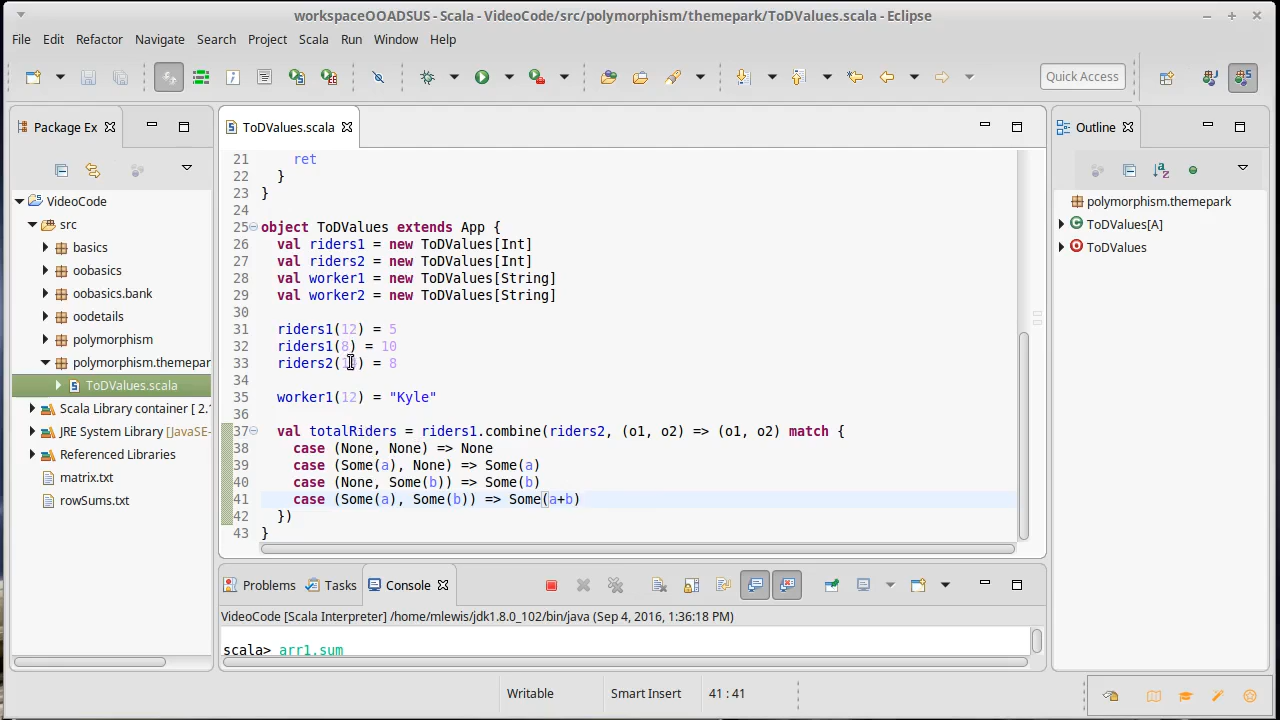 workspaceOOADSUS - Scala - VideoCode/src/polymorphism/themepark/ToDValues.scala - Eclipse
File Edit Refactor Navigate Search Project Scala Run Window Help
Quick Access
Package Ex
ToDValues.scala
Outline
VideoCode
src
basics
oobasics
oobasics.bank
oodetails
polymorphism
polymorphism.themepar
ToDValues.scala
Scala Library container [ 2.
JRE System Library [JavaSE-
Referenced Libraries
matrix.txt
rowSums.txt
21 ret
22 }
23 }
24
25 object ToDValues extends App {
26 val riders1 = new ToDValues[Int]
27 val riders2 = new ToDValues[Int]
28 val worker1 = new ToDValues[String]
29 val worker2 = new ToDValues[String]
30
31 riders1(12) = 5
32 riders1(8) = 10
33 riders2( ) = 8
34
35 worker1(12) = "Kyle"
36
37 val totalRiders = riders1.combine(riders2, (o1, o2) => (o1, o2) match {
38 case (None, None) => None
39 case (Some(a), None) => Some(a)
40 case (None, Some(b)) => Some(b)
41 case (Some(a), Some(b)) => Some(a+b)
42 })
43 }
polymorphism.themepark
ToDValues[A]
ToDValues
Problems Tasks Console
VideoCode [Scala Interpreter] /home/mlewis/jdk1.8.0_102/bin/java (Sep 4, 2016, 1:36:18 PM)
scala> arr1.sum
Writable Smart Insert 41 : 41